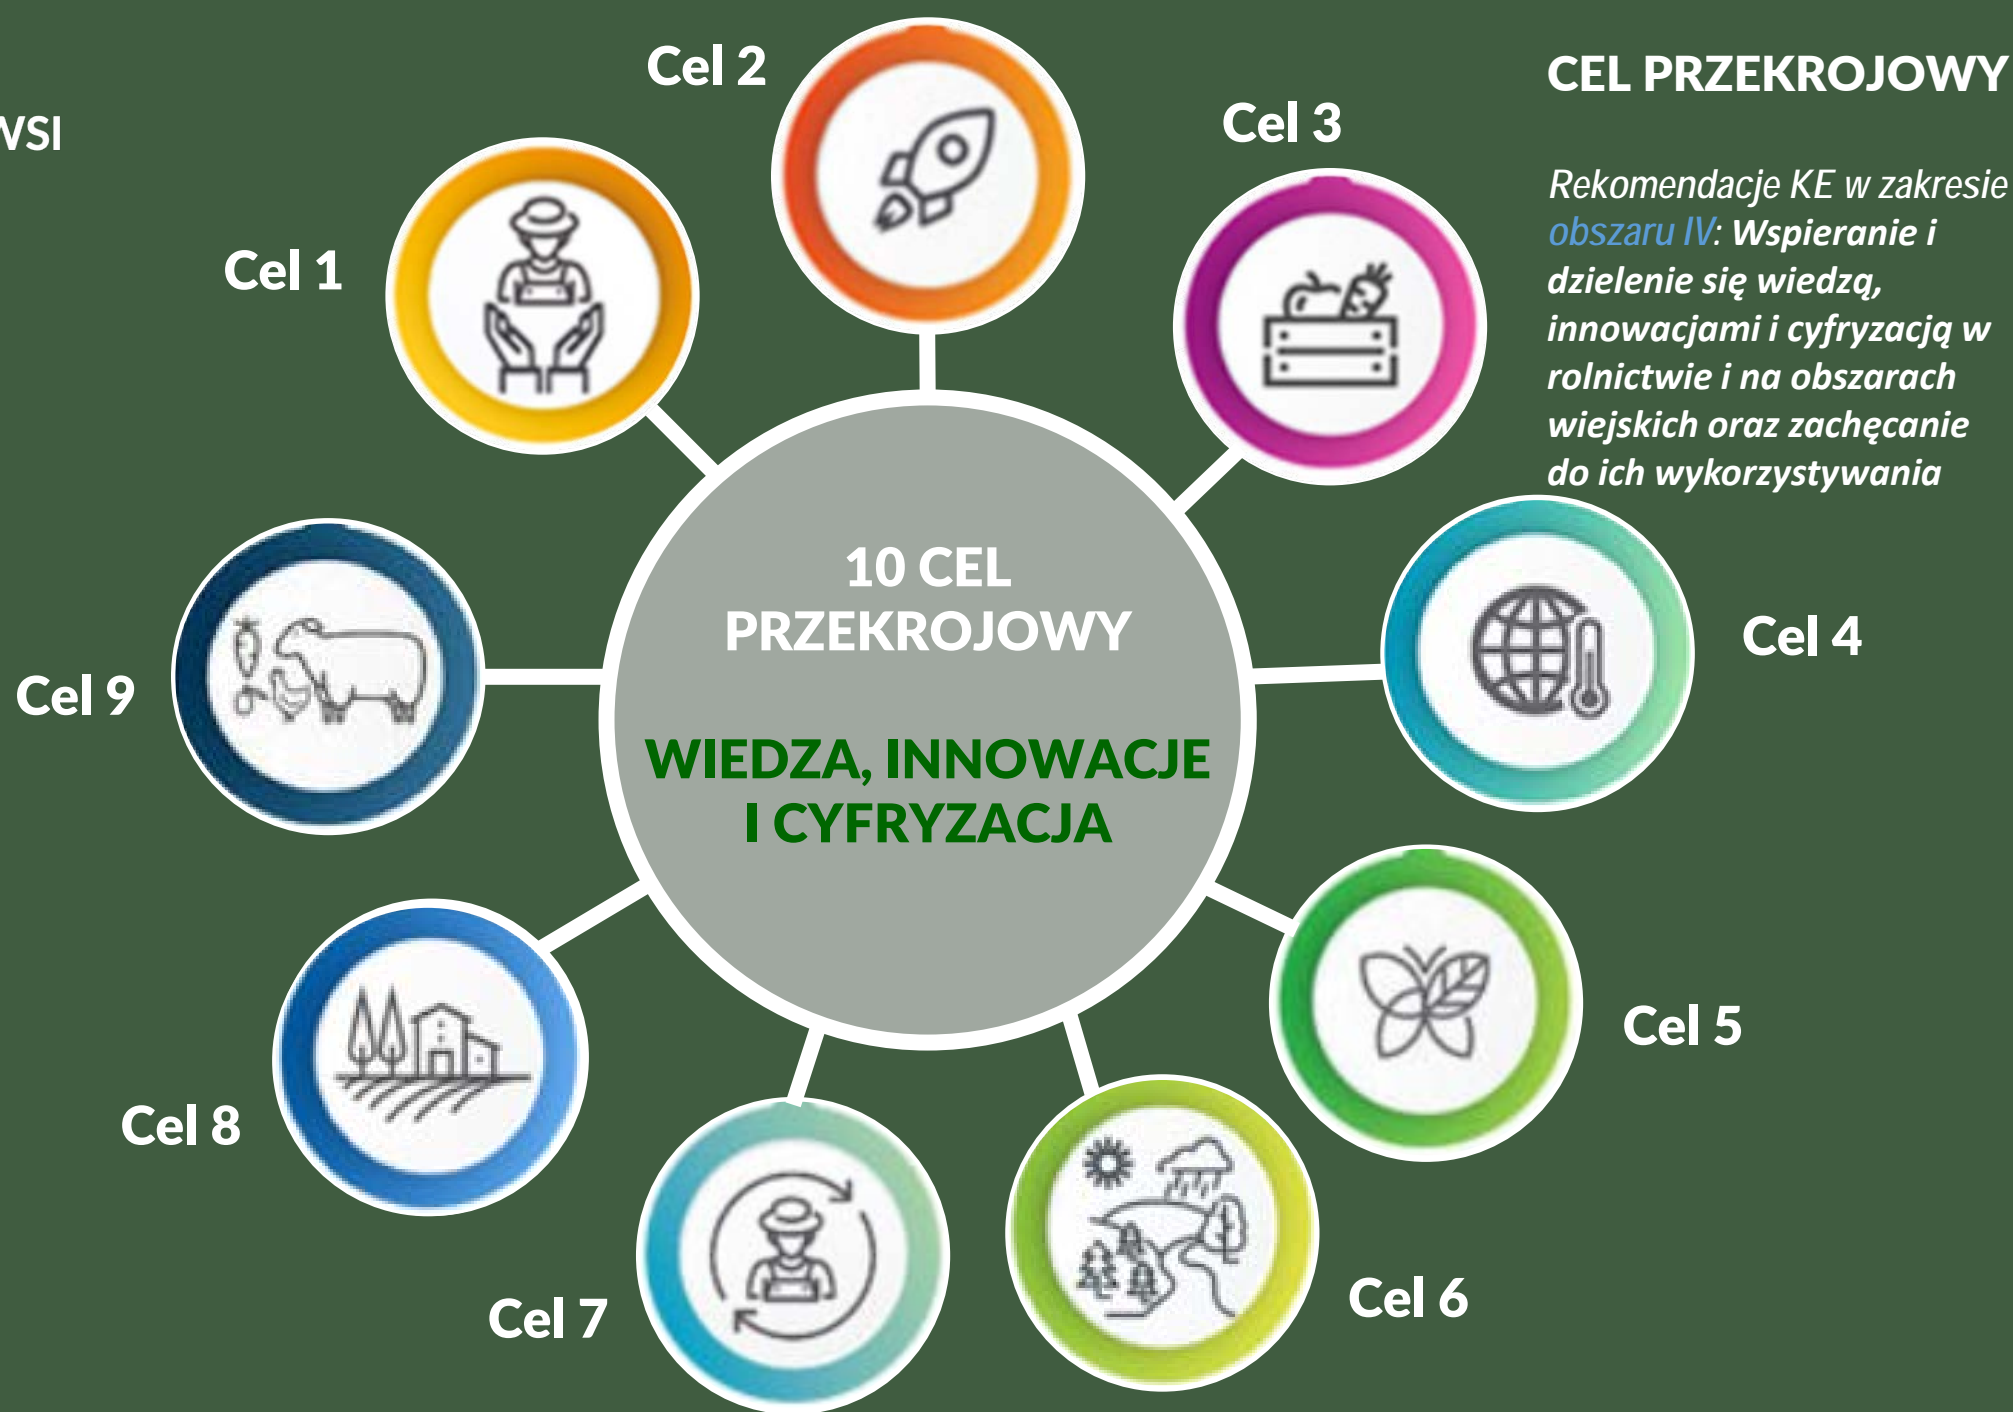 WSI
Cel 1
Cel 2
Cel 3
CEL PRZEKROJOWY
Rekomendacje KE w zakresie
obszaru IV: Wspieranie i
dzielenie się wiedzą,
innowacjami i cyfryzacją w
rolnictwie i na obszarach
wiejskich oraz zachęcanie
do ich wykorzystywania
10 CEL
PRZEKROJOWY
WIEDZA, INNOWACJE
I CYFRYZACJA
Cel 4
Cel 5
Cel 6
Cel 7
Cel 8
Cel 9